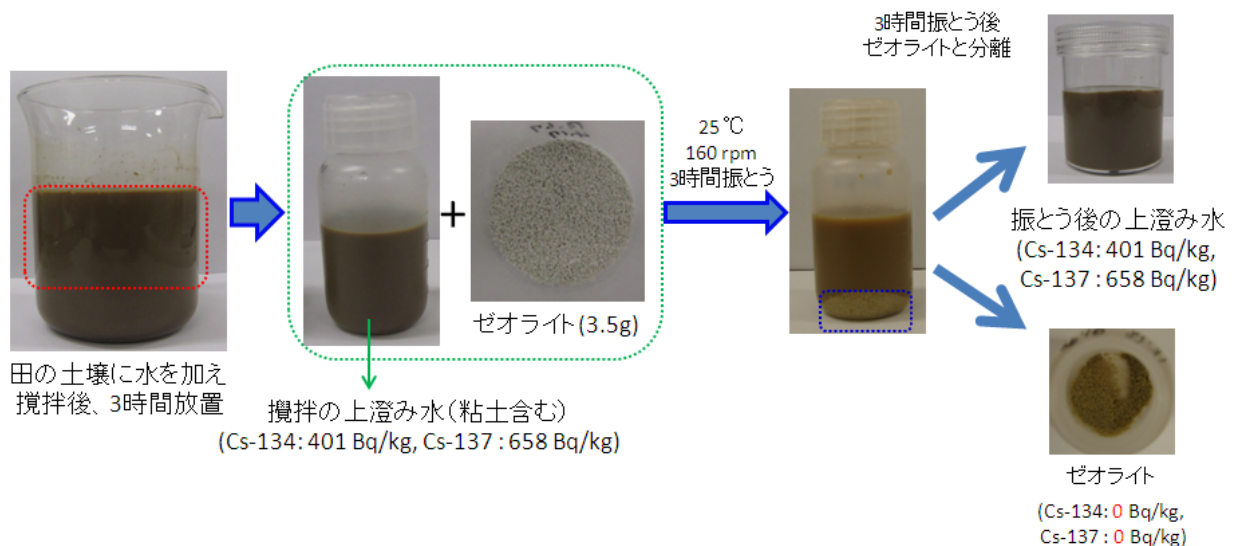 田の土壌に水を加え
撹拌後、3時間放置
+
ゼオライト(3.5g)
攪拌の上澄み水(粘土含む)
(Cs-134:401 Bq/kg, Cs-137:658 Bq/kg)
25℃
160 rpm
3時間振とう
3時間振とう後
ゼオライトと分離
振とう後の上澄み水
(Cs-134:401 Bq/kg,
Cs-137:658 Bq/kg)
ゼオライト
(Cs-134:0 Bq/kg,
Cs-137:0 Bq/kg)